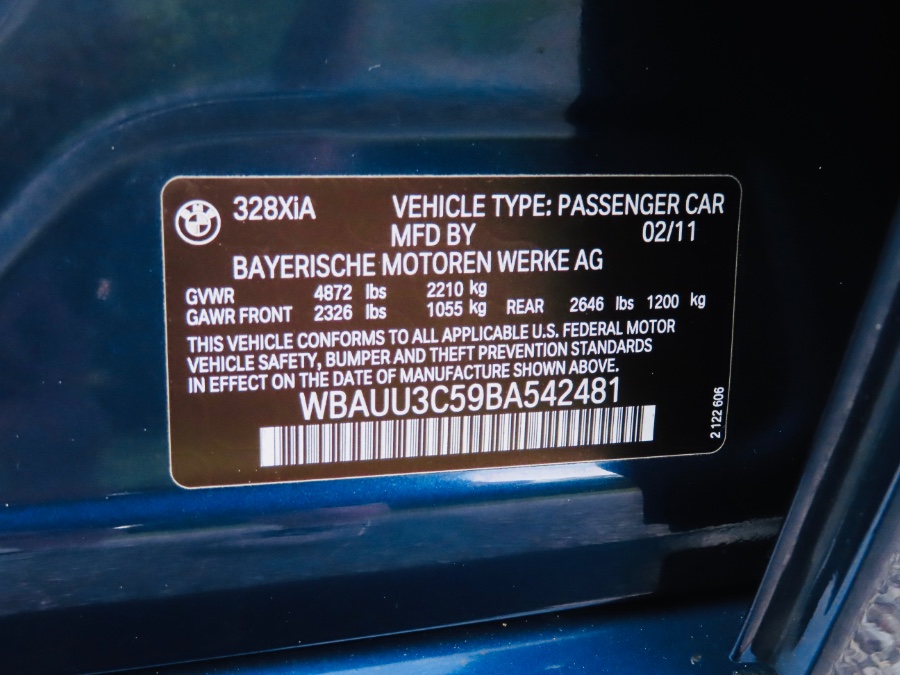 328XiA VEHICLE TYPE: PASSENGER CAR
MFD BY 02/11
BAYERISCHE MOTOREN WERKE AG
GVWR 4872 lbs 2210 kg
GAWR FRONT 2326 lbs 1055 kg REAR 2646 lbs 1200 kg
THIS VEHICLE CONFORMS TO ALL APPLICABLE U.S. FEDERAL MOTOR
VEHICLE SAFETY, BUMPER AND THEFT PREVENTION STANDARDS
IN EFFECT ON THE DATE OF MANUFACTURE SHOWN ABOVE.
WBAUU3C59BA542481
2 122 606